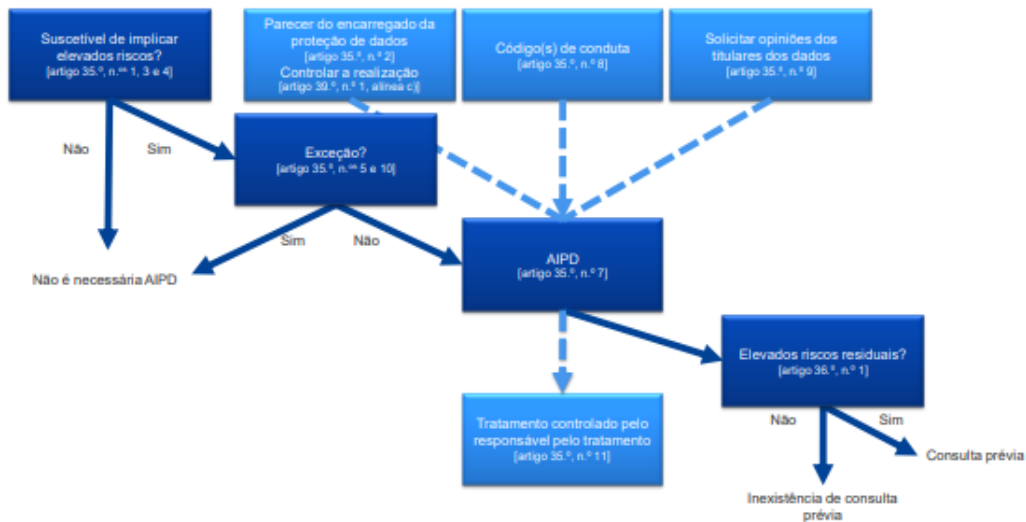 Suscetível de implicar
elevados riscos?
[artigo 35.º, n.ºs 1, 3 e 4]
Parecer do encarregado da
proteção de dados
[artigo 35.º, n.º 2]
Controlar a realização
[artigo 39.º, n.º 1, alínea c)]
Código(s) de conduta
[artigo 35.º, n.º 8]
Solicitar opiniões dos
titulares dos dados
[artigo 35.º, n.º 9]
Não
Sim
Exceção?
[artigo 35.º, n.ºs 5 e 10]
Sim
Não
Não é necessária AIPD
AIPD
[artigo 35.º, n.º 7]
Elevados riscos residuais?
[artigo 36.º, n.º 1]
Tratamento controlado pelo
responsável pelo tratamento
[artigo 35.º, n.º 11]
Não
Sim
Consulta prévia
Inexistência de consulta
prévia